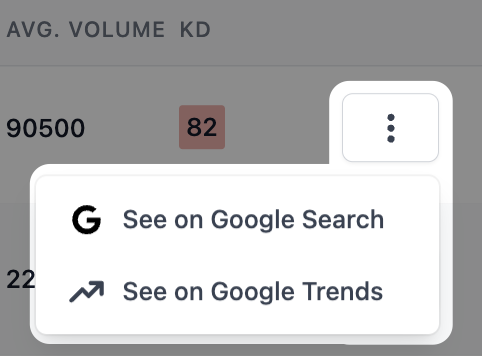 AVG. VOLUME KD
90500 82
See on Google Search
22
See on Google Trends